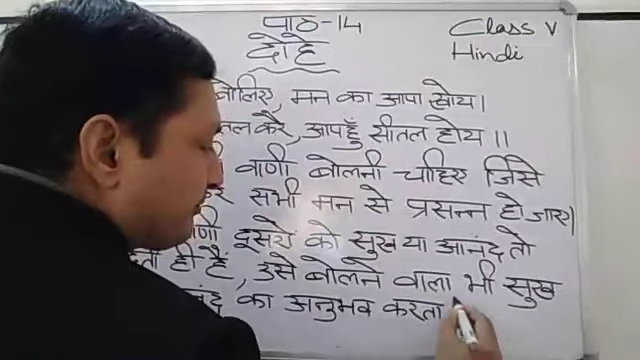 पाठ-14
Class V
दोहे
Hindi
बोलिए, मन का आपा खोय।
करै, आपहुँ सीतल होय।।
वाणी बोलनी चाहिए जिसे
सभी मन से प्रसन्न हो जाए।
दूसरो को सुख या आनंद तो
ही है, उसे बोलने वाला भी सुख
का अनुभव करता